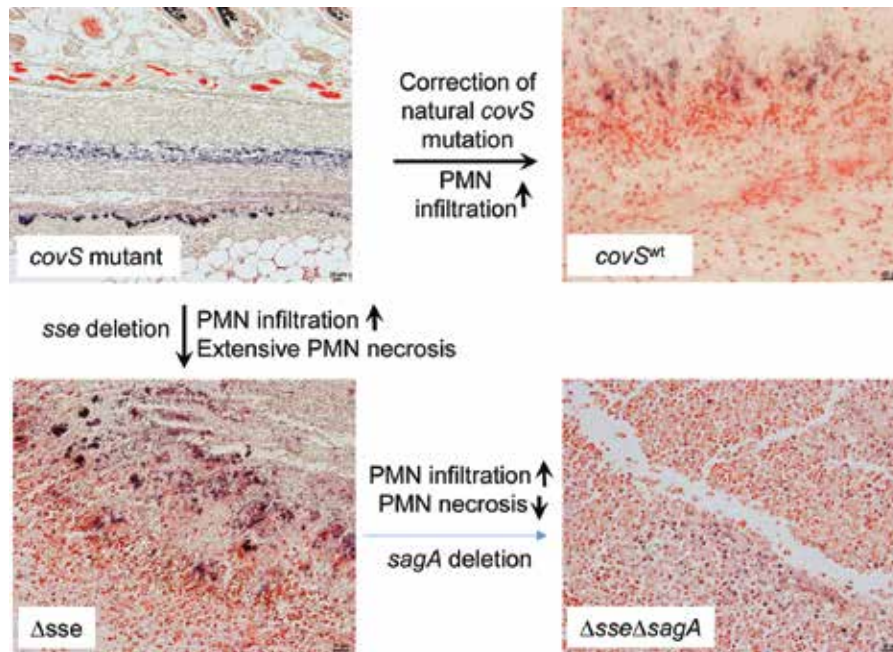 Correction of
natural covS
mutation
PMN
infiltration
covS mutant
covSwt
sse deletion
PMN infiltration
Extensive PMN necrosis
PMN infiltration
PMN necrosis
sagA deletion
Δsse
ΔsseΔsagA